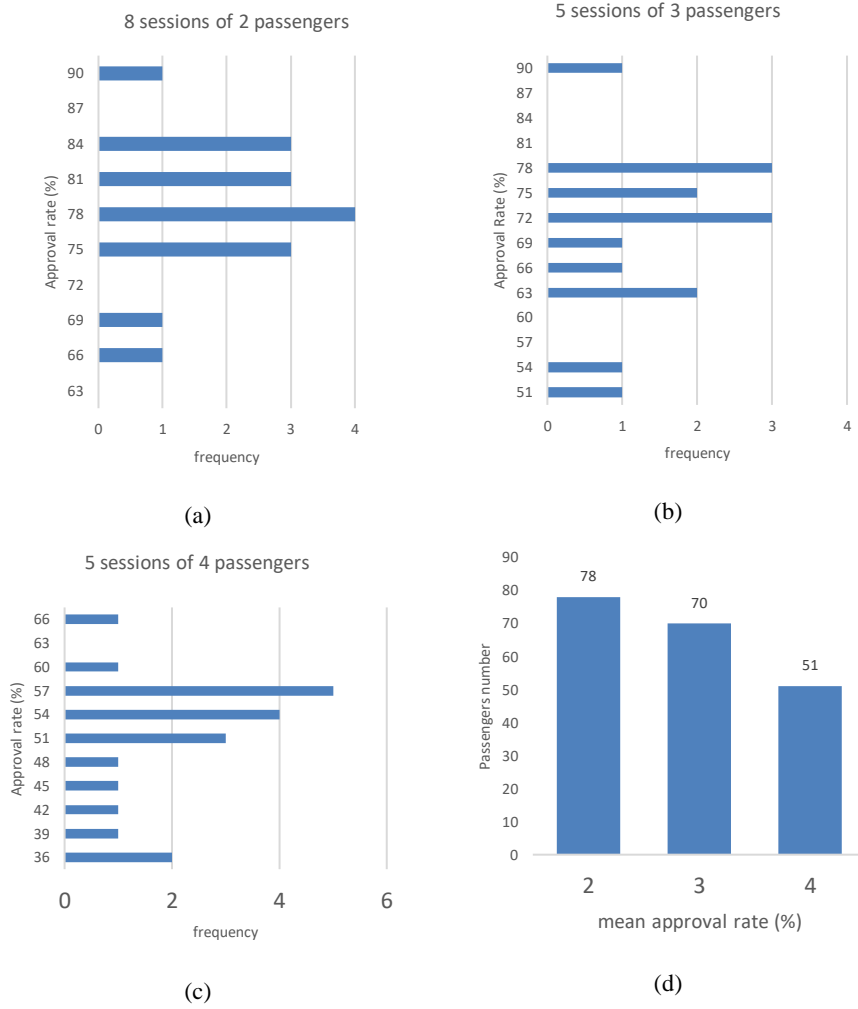 8 sessions of 2 passengers
Approval rate (%)
90
87
84
81
78
75
72
69
66
63
0 1 2 3 4
frequency
(a)
5 sessions of 3 passengers
Approval Rate (%)
90
87
84
81
78
75
72
69
66
63
60
57
54
51
0 1 2 3 4
frequency
(b)
5 sessions of 4 passengers
Approval rate (%)
66
63
60
57
54
51
48
45
42
39
36
0 2 4 6
frequency
(c)
Passengers number
90
80
70
60
50
40
30
20
10
0
78
70
51
2 3 4
mean approval rate (%)
(d)